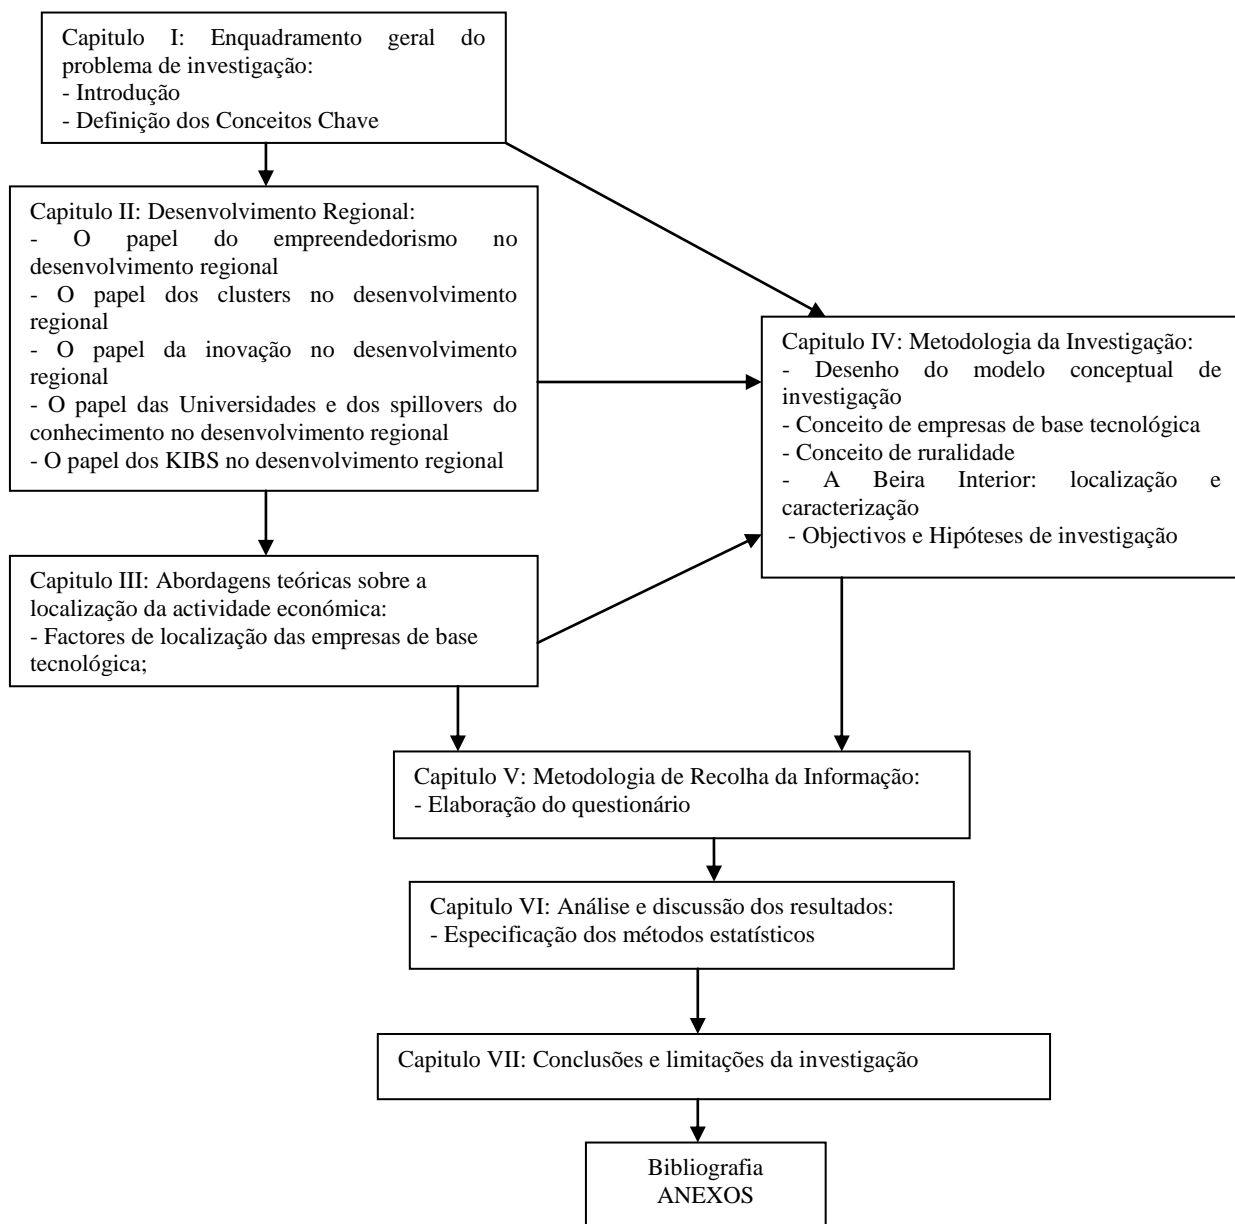 Capitulo I: Enquadramento geral do
problema de investigação:
- Introdução
- Definição dos Conceitos Chave
Capitulo II: Desenvolvimento Regional:
- O papel do empreendedorismo no
desenvolvimento regional
- O papel dos clusters no desenvolvimento
regional
- O papel da inovação no desenvolvimento
regional
- O papel das Universidades e dos spillovers do
conhecimento no desenvolvimento regional
- O papel dos KIBS no desenvolvimento regional
Capitulo III: Abordagens teóricas sobre a
localização da actividade económica:
- Factores de localização das empresas de base
tecnológica;
Capitulo IV: Metodologia da Investigação:
- Desenho do modelo conceptual de
investigação
- Conceito de empresas de base tecnológica
- Conceito de ruralidade
- A Beira Interior: localização e
caracterização
- Objectivos e Hipóteses de investigação
Capitulo V: Metodologia de Recolha da Informação:
- Elaboração do questionário
Capitulo VI: Análise e discussão dos resultados:
- Especificação dos métodos estatísticos
Capitulo VII: Conclusões e limitações da investigação
Bibliografia
ANEXOS